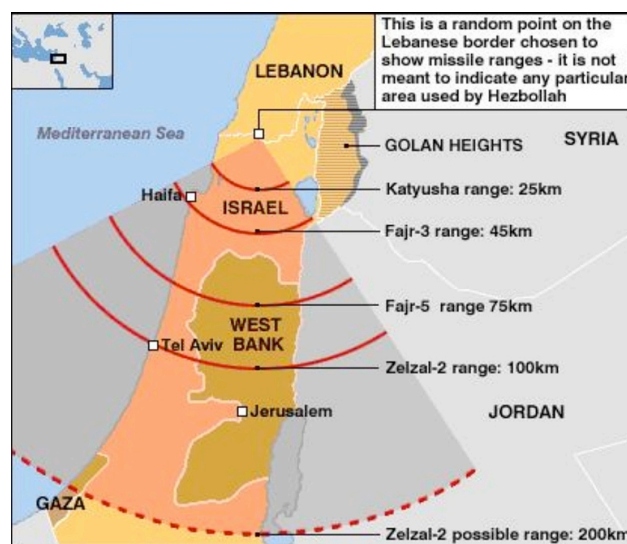 This is a random point on the
Lebanese border chosen to
show missile ranges - it is not
meant to indicate any particular
area used by Hezbollah
LEBANON
Mediterranean Sea
GOLAN HEIGHTS
SYRIA
Haifa
Katyusha range: 25km
ISRAEL
Fajr-3 range: 45km
Fajr-5 range 75km
WEST
BANK
Tel Aviv
Zelzal-2 range: 100km
Jerusalem
JORDAN
GAZA
Zelzal-2 possible range: 200km